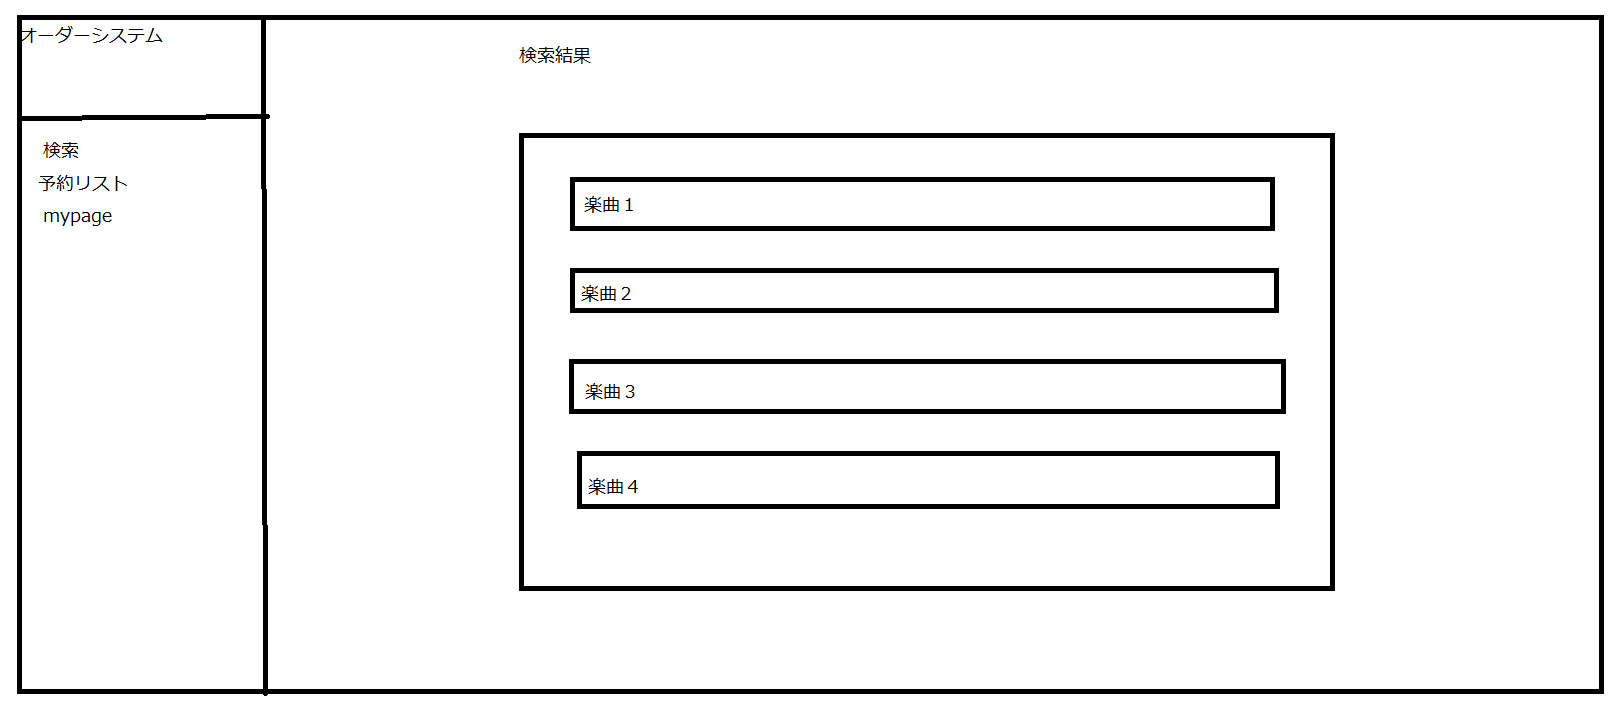 オーダーシステム
検索
予約リスト
mypage
検索結果
楽曲１
楽曲２
楽曲３
楽曲４